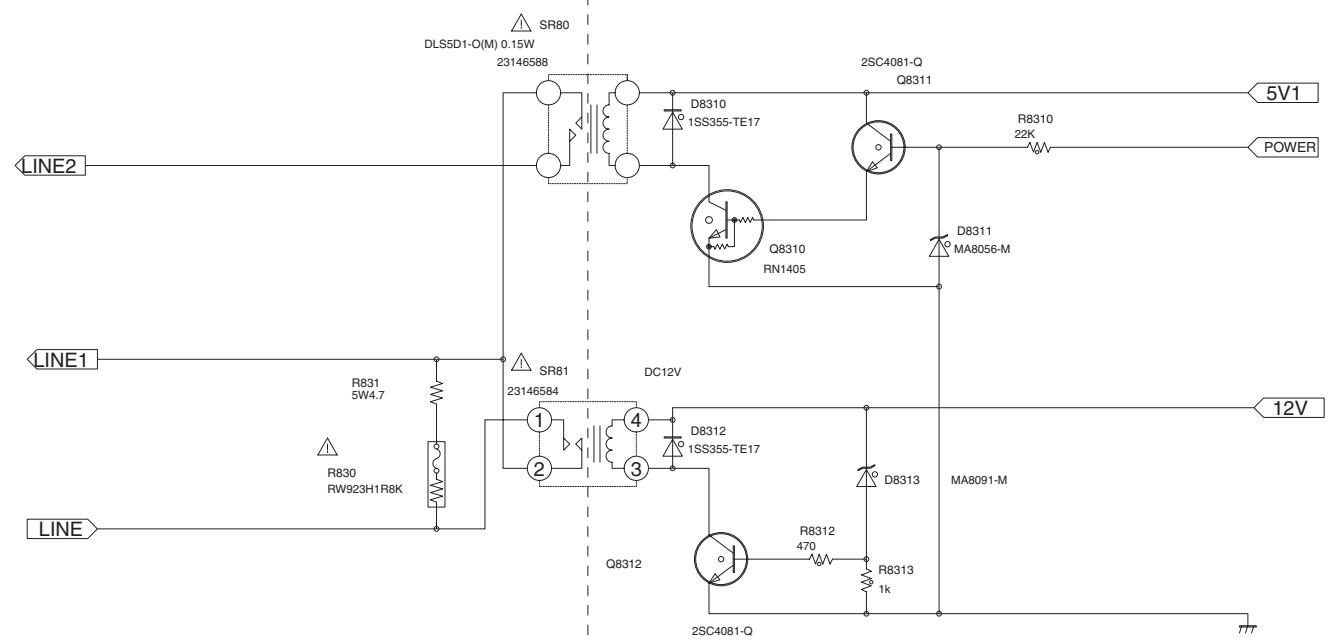 SR80
DLS5D1-O(M) 0.15W
23146588
2SC4081-Q
Q8311
5V1
D8310
1SS355-TE17
R8310
22K
POWER
LINE2
D8311
MA8056-M
Q8310
RN1405
LINE1
SR81
23146584
DC12V
R831
5W4.7
12V
1
4
D8312
1SS355-TE17
R830
RW923H1R8K
2
3
D8313
MA8091-M
LINE
R8312
470
Q8312
R8313
1k
2SC4081-Q